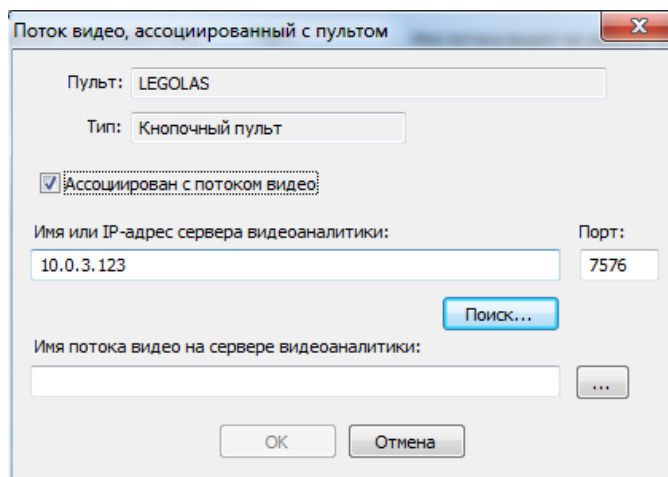 Поток видео, ассоциированный с пультом
Пульт: LEGOLAS
Тип: Кнопочный пульт
Ассоциирован с потоком видео
Имя или IP-адрес сервера видеоаналитики: Порт:
10.0.3.123 7576
Поиск...
Имя потока видео на сервере видеоаналитики:
...
ОК Отмена